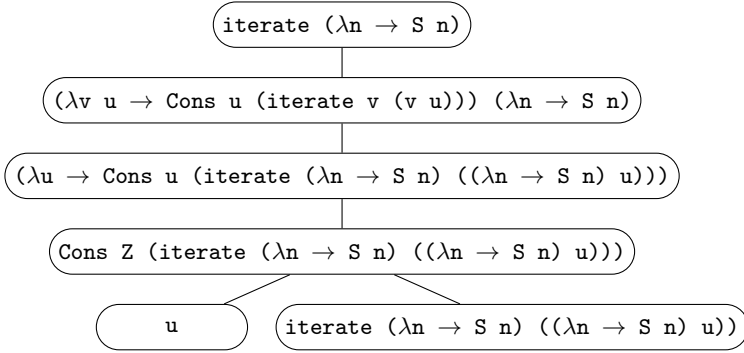 iterate (λn → S n)
(λv u → Cons u (iterate v (v u))) (λn → S n)
(λu → Cons u (iterate (λn → S n) ((λn → S n) u)))
Cons Z (iterate (λn → S n) ((λn → S n) u)))
u
iterate (λn → S n) ((λn → S n) u))